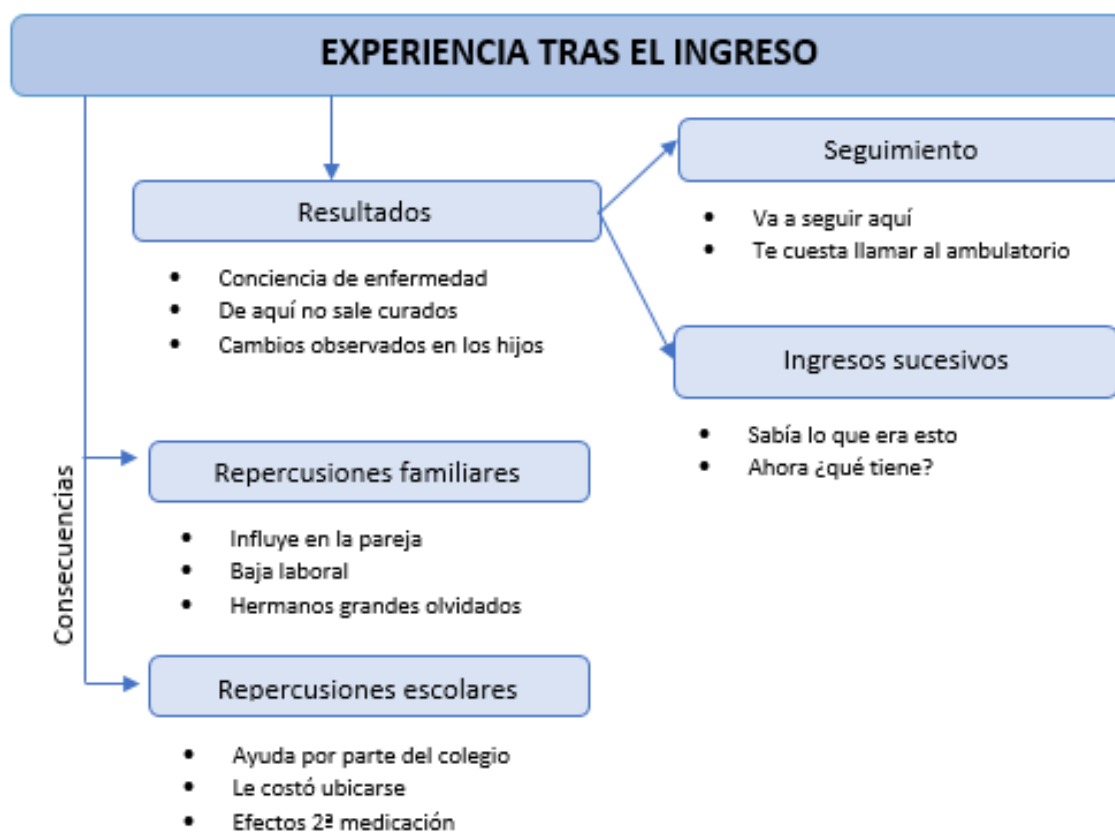 EXPERIENCIA TRAS EL INGRESO
Resultados
• Conciencia de enfermedad
• De aquí no sale curados
• Cambios observados en los hijos
Seguimiento
• Va a seguir aquí
• Te cuesta llamar al ambulatorio
Ingresos sucesivos
• Sabía lo que era esto
• Ahora ¿qué tiene?
Consecuencias
Repercusiones familiares
• Influye en la pareja
• Baja laboral
• Hermanos grandes olvidados
Repercusiones escolares
• Ayuda por parte del colegio
• Le costó ubicarse
• Efectos 2ª medicación